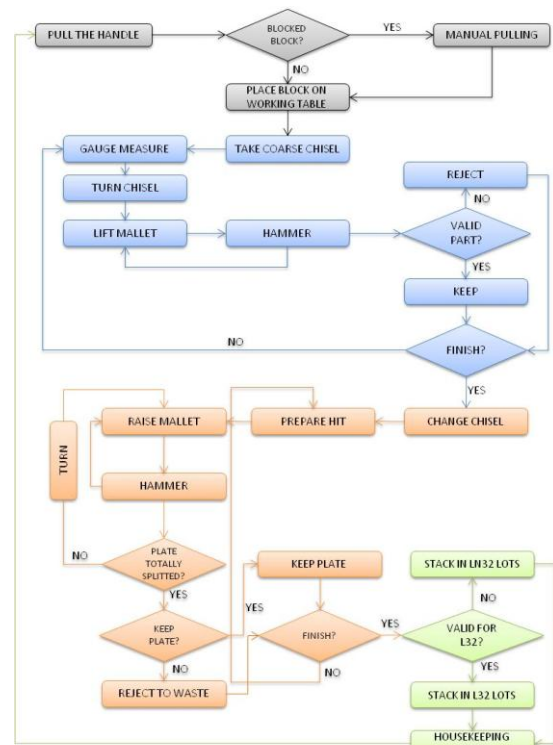 PULL THE HANDLE
BLOCKED
BLOCK?
YES
MANUAL PULLING
NO
PLACE BLOCK ON
WORKING TABLE
GAUGE MEASURE
TAKE COARSE CHISEL
REJECT
TURN CHISEL
NO
LIFT MALLET
HAMMER
VALID
PART?
YES
KEEP
NO
FINISH?
YES
RAISE MALLET
PREPARE HIT
CHANGE CHISEL
TURN
HAMMER
NO
PLATE
TOTALLY
SPLITTED?
KEEP PLATE
STACK IN LN32 LOTS
YES
YES
NO
KEEP
PLATE?
FINISH?
YES
VALID FOR
L32?
NO
NO
YES
REJECT TO WASTE
STACK IN L32 LOTS
HOUSEKEEPING